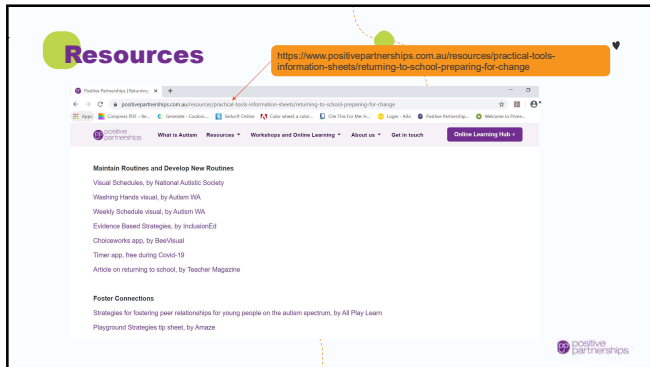 Resources
https://www.positivepartnerships.com.au/resources/practical-tools-
information-sheets/returning-to-school-preparing-for-change
Positive Partnerships | Returning
positivepartnerships.com.au/resources/practical-tools-information-sheets/returning-to-school-preparing-for-change
Apps Compress PDF - Re... Generate - Coolors... Seriorf: Online Color wheel, a color... Cite This For Me: H... Login - Arlo Positive Partnership... Welcome to
positive
partnerships
What is Autism Resources Workshops and Online Learning About us Get in touch Online Learning Hub
Maintain Routines and Develop New Routines
Visual Schedules, by National Autistic Society
Washing Hands visual, by Autism WA
Weekly Schedule visual, by Autism WA
Evidence Based Strategies, by InclusionEd
Choiceworks app, by BeeVisual
Timer app, free during Covid-19
Article on returning to school, by Teacher Magazine
Foster Connections
Strategies for fostering peer relationships for young people on the autism spectrum, by All Play Learn
Playground Strategies tip sheet, by Amaze
pp positive
partnerships